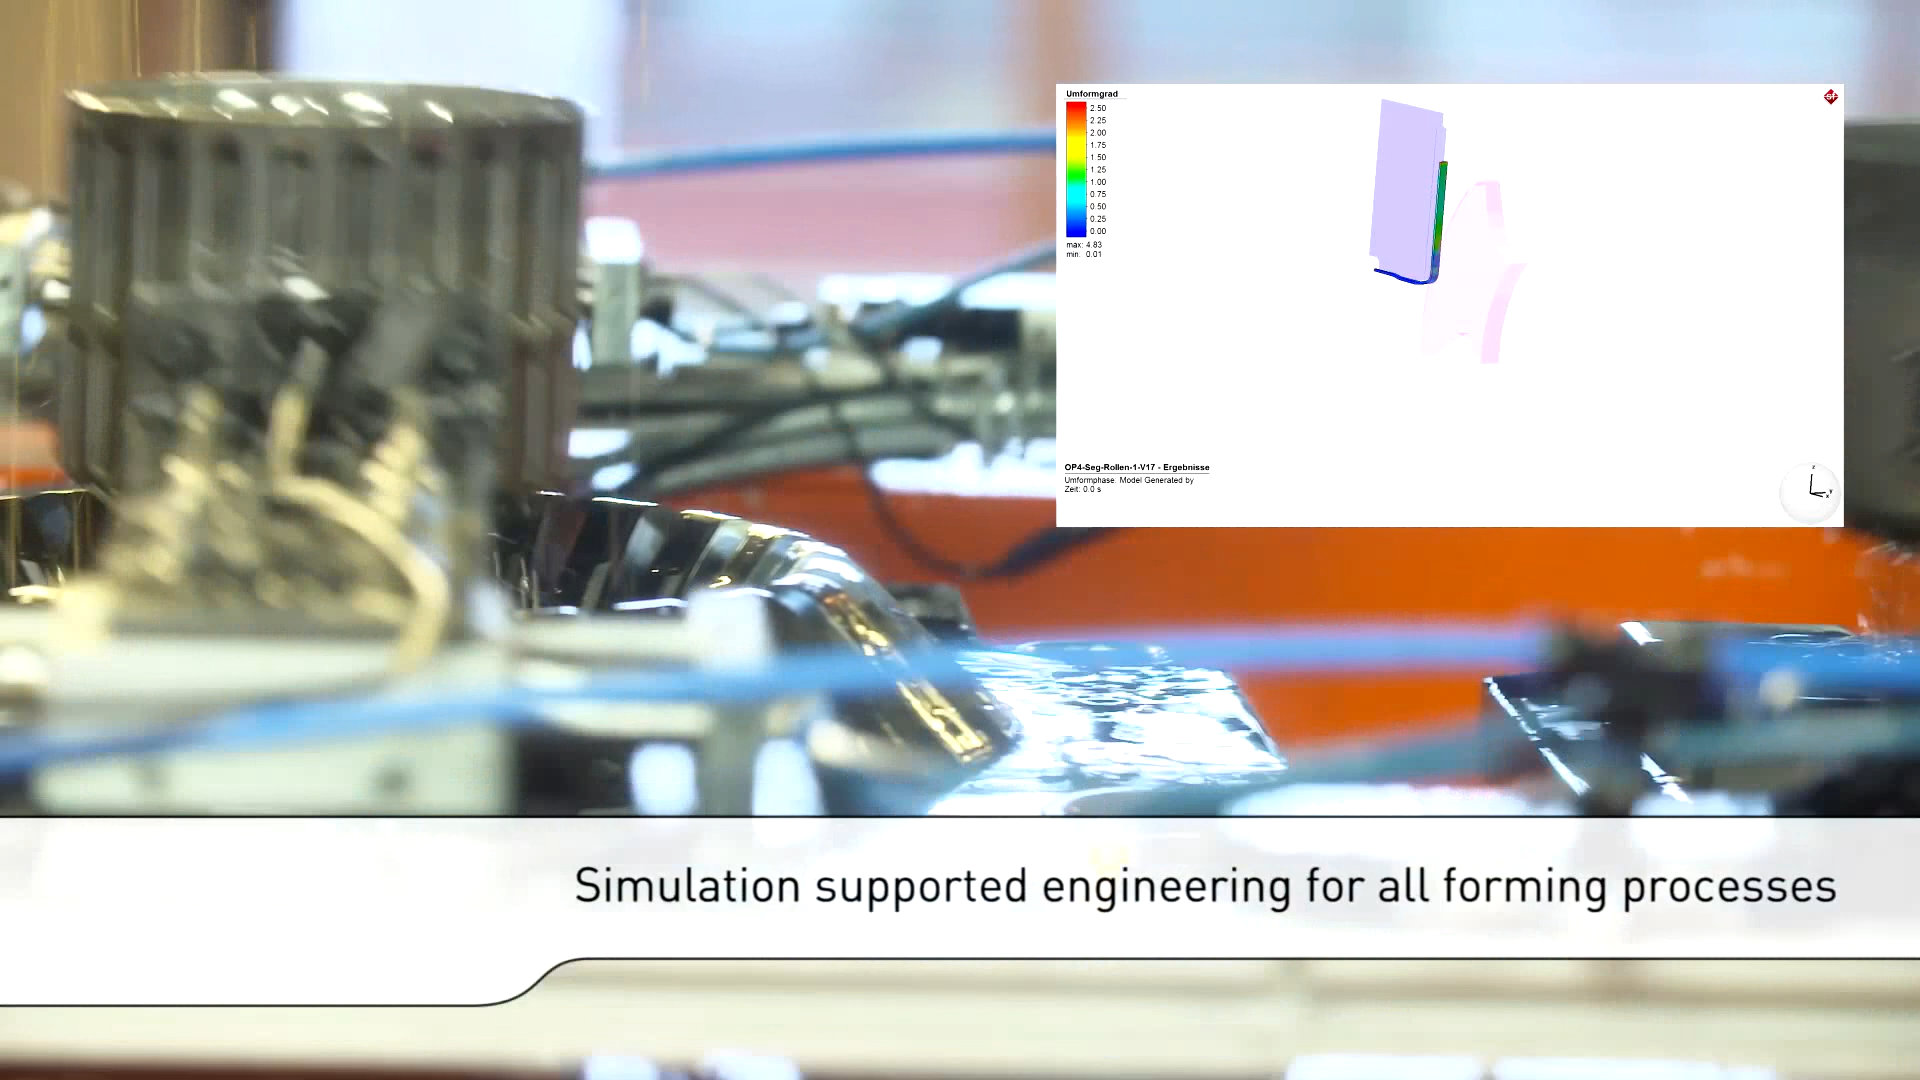 Umformgrad
2.50
2.25
2.00
1.75
1.50
1.25
1.00
0.75
0.50
0.25
0.00
max: 4.83
min: 0.01
OP4-Seg-Rollen-1-V17 - Ergebnisse
Umformphase: Model Generated by
Zeit: 0.0 s
Simulation supported engineering for all forming processes